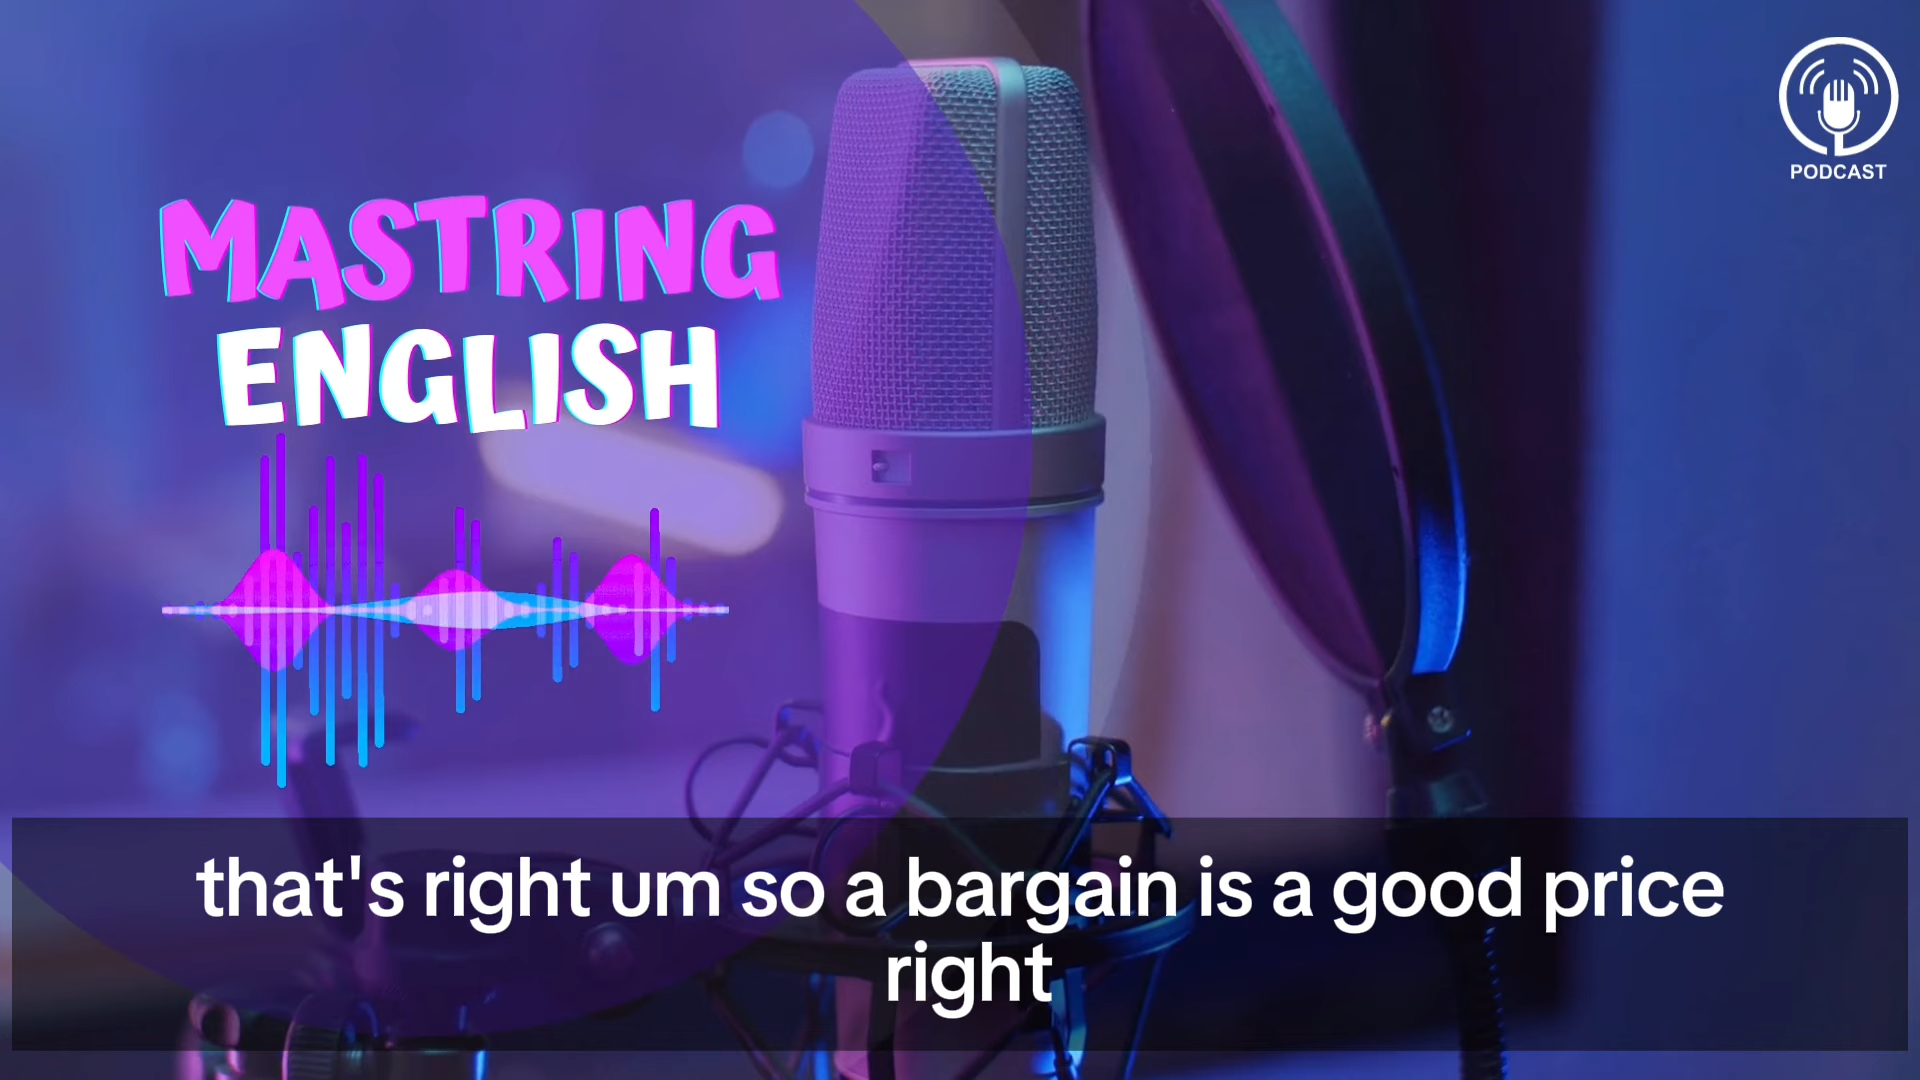 PODCAST
MASTRING
ENGLISH
that's right um so a bargain is a good price
right